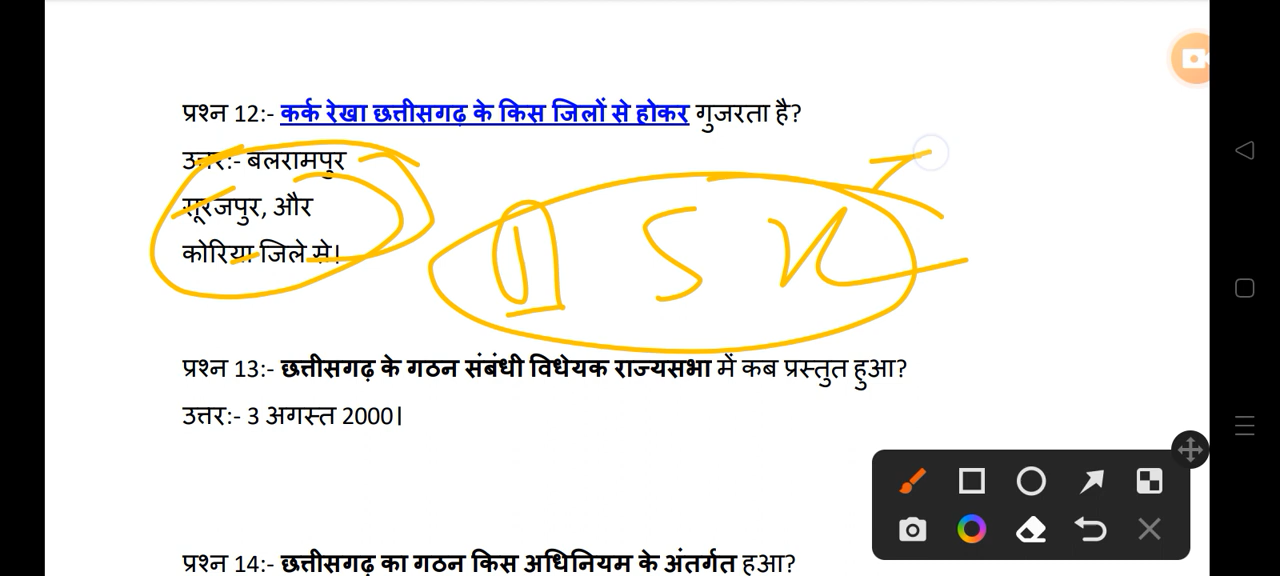 प्रश्न 12:- कर्क रेखा छत्तीसगढ़ के किस जिलों से होकर गुजरता है?
उत्तर:- बलरामपुर
सूरजपुर, और
कोरिया जिले से।
S K
प्रश्न 13:- छत्तीसगढ़ के गठन संबंधी विधेयक राज्यसभा में कब प्रस्तुत हुआ?
उत्तर:- 3 अगस्त 2000।
प्रश्न 14:- छत्तीसगढ़ का गठन किस अधिनियम के अंतर्गत हुआ?